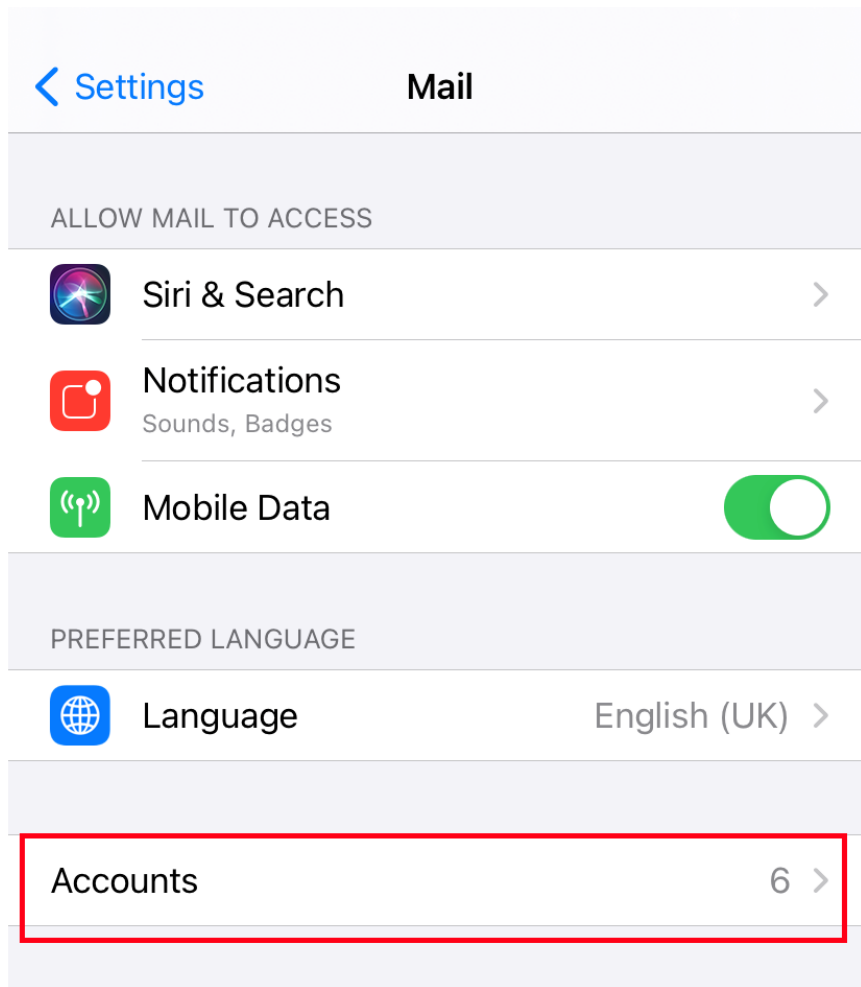 Settings
Mail
ALLOW MAIL TO ACCESS
Siri & Search
Notifications
Sounds, Badges
Mobile Data
PREFERRED LANGUAGE
Language English (UK)
Accounts 6